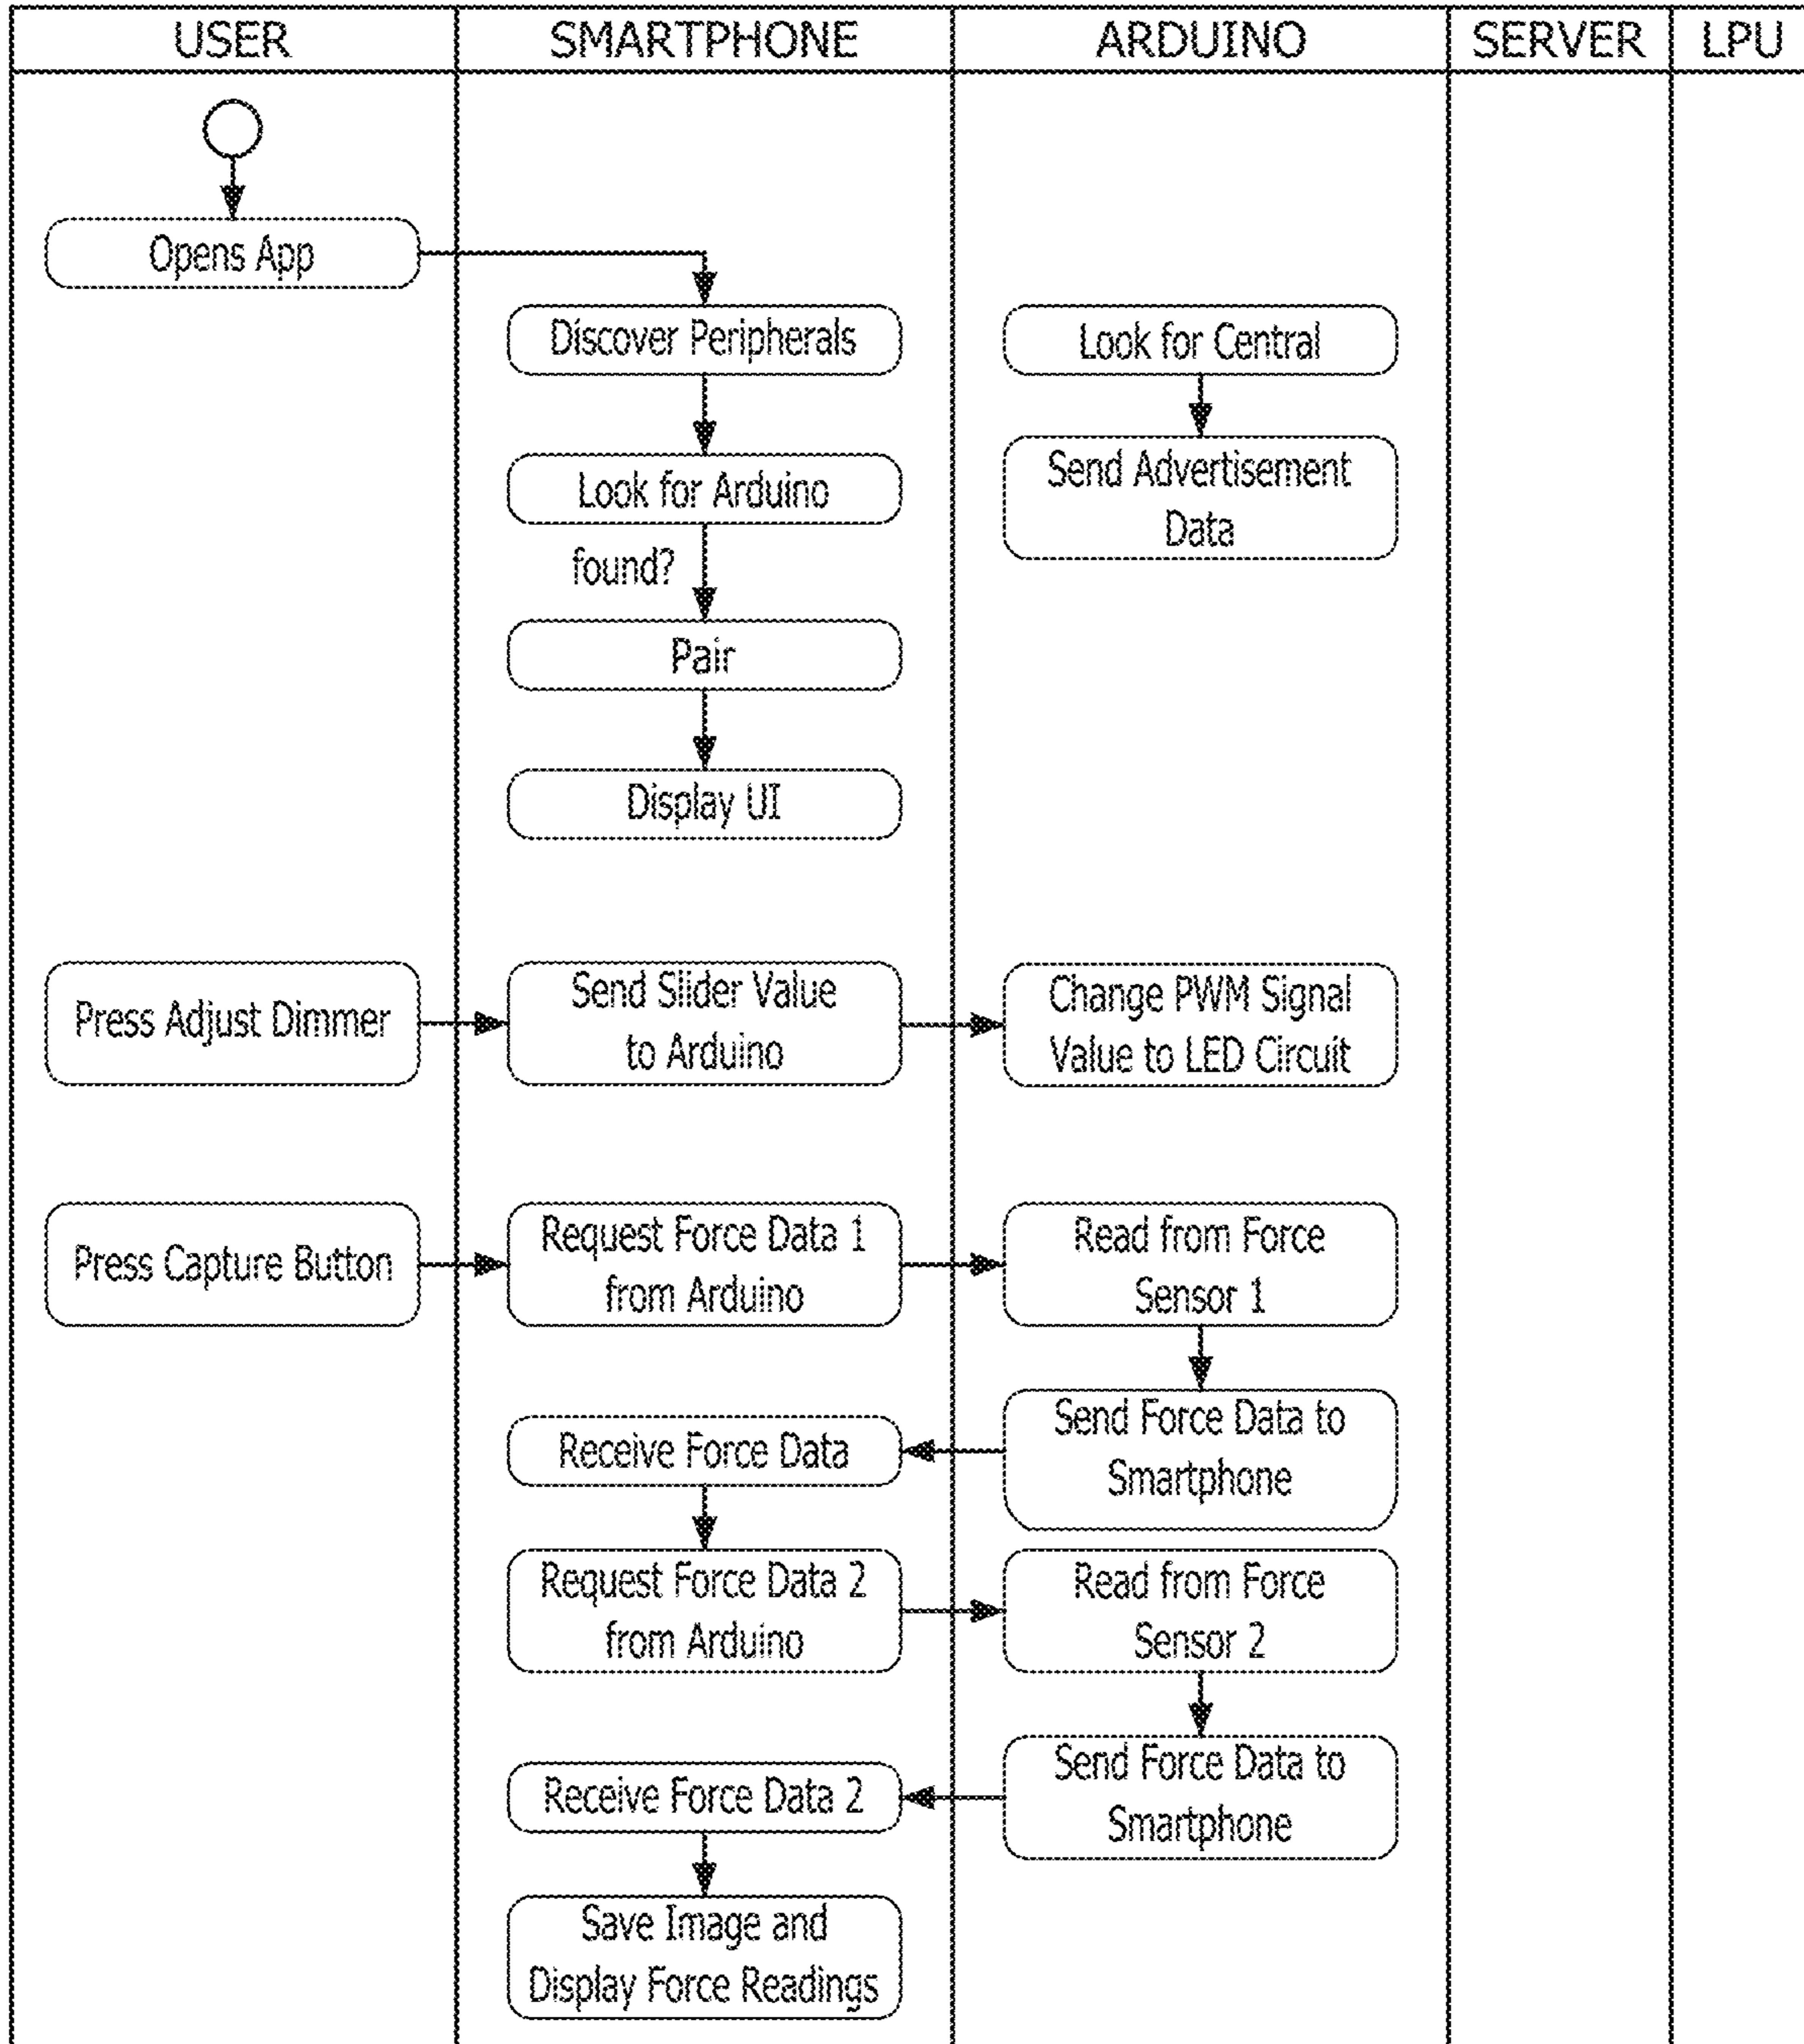 USER
SMARTPHONE
ARDUINO
SERVER
LPU
Opens App
Discover Peripherals
Look for Central
Look for Arduino
Send Advertisement
Data
found?
Pair
Display UI
Press Adjust Dimmer
Send Slider Value
to Arduino
Change PWM Signal
Value to LED Circuit
Press Capture Button
Request Force Data 1
from Arduino
Read from Force
Sensor 1
Receive Force Data
Send Force Data to
Smartphone
Request Force Data 2
from Arduino
Read from Force
Sensor 2
Receive Force Data 2
Send Force Data to
Smartphone
Save Image and
Display Force Readings